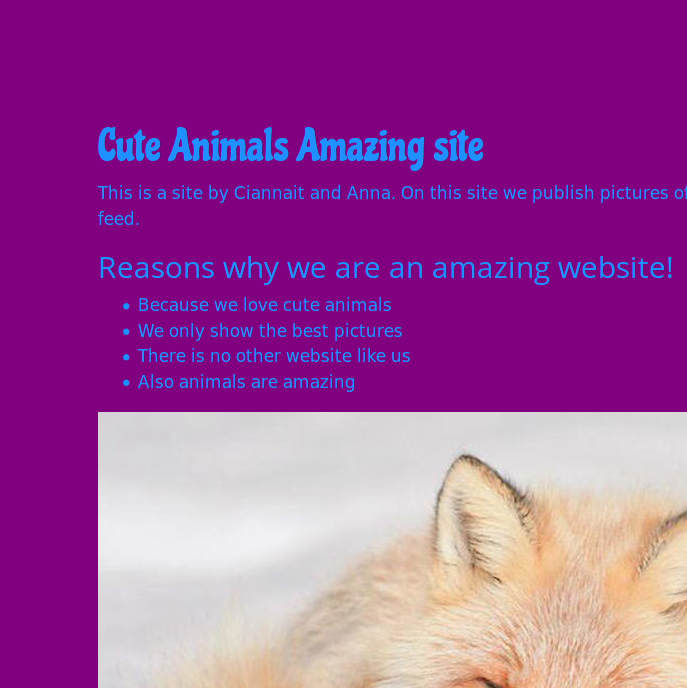 Cute Animals Amazing site
This is a site by Ciannait and Anna. On this site we publish pictures of
feed.
Reasons why we are an amazing website!
Because we love cute animals
We only show the best pictures
There is no other website like us
Also animals are amazing